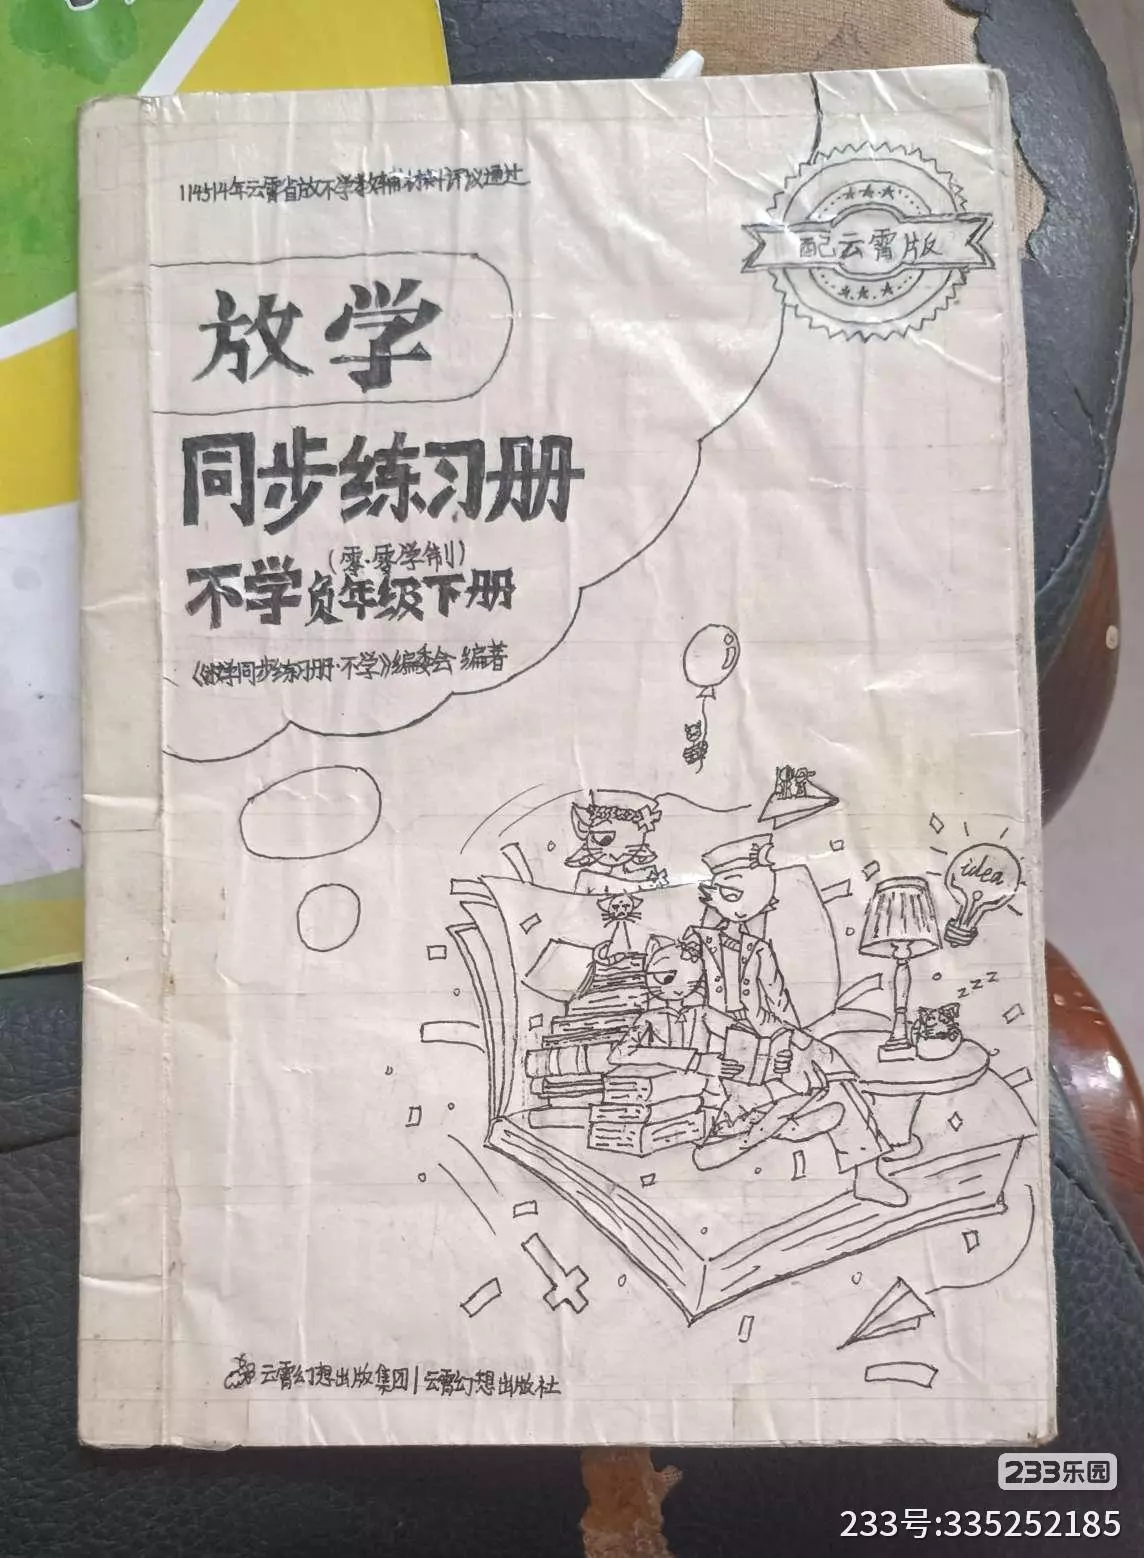 114514年云霄省放不学教辅材料评议通过
配云霄版
放学
同步练习册
(零·零学制)
不学负年级下册
《放学同步练习册·不学》编委会 编著
idea
z z z
云霄幻想出版集团|云霄幻想出版社
233乐园
233号:335252185